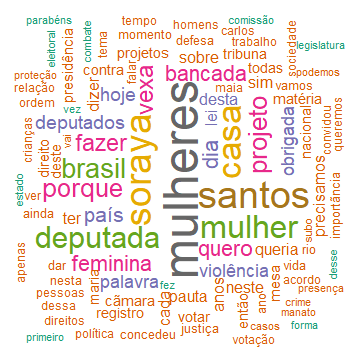 parabéns tempo homens comissão
eleitoral combate tema momento defesa carlos trabalho sociedade legislatura
presidência projetos sobre tribuna
contra falar vexa bancada todas podemos
proteção dizer maia sim vamos
relação hoje desta matéria
ordem vez soraya lei projeto obrigada nacional convidou
deputados dia casa queremos
crianças direito deste vai fazer precisamos importância
brasil mulheres
estado porque santos
ver país mulher
ainda ter deputada subo
quero queria rio desse
apenas feminina violência
dar maria palavra mesa vida
nesta cada fez anos neste acordo presença
pessoas câmara pauta então ano crime
dessa registro votar casos manato
direitos justiça forma
primeiro política concedeu votação